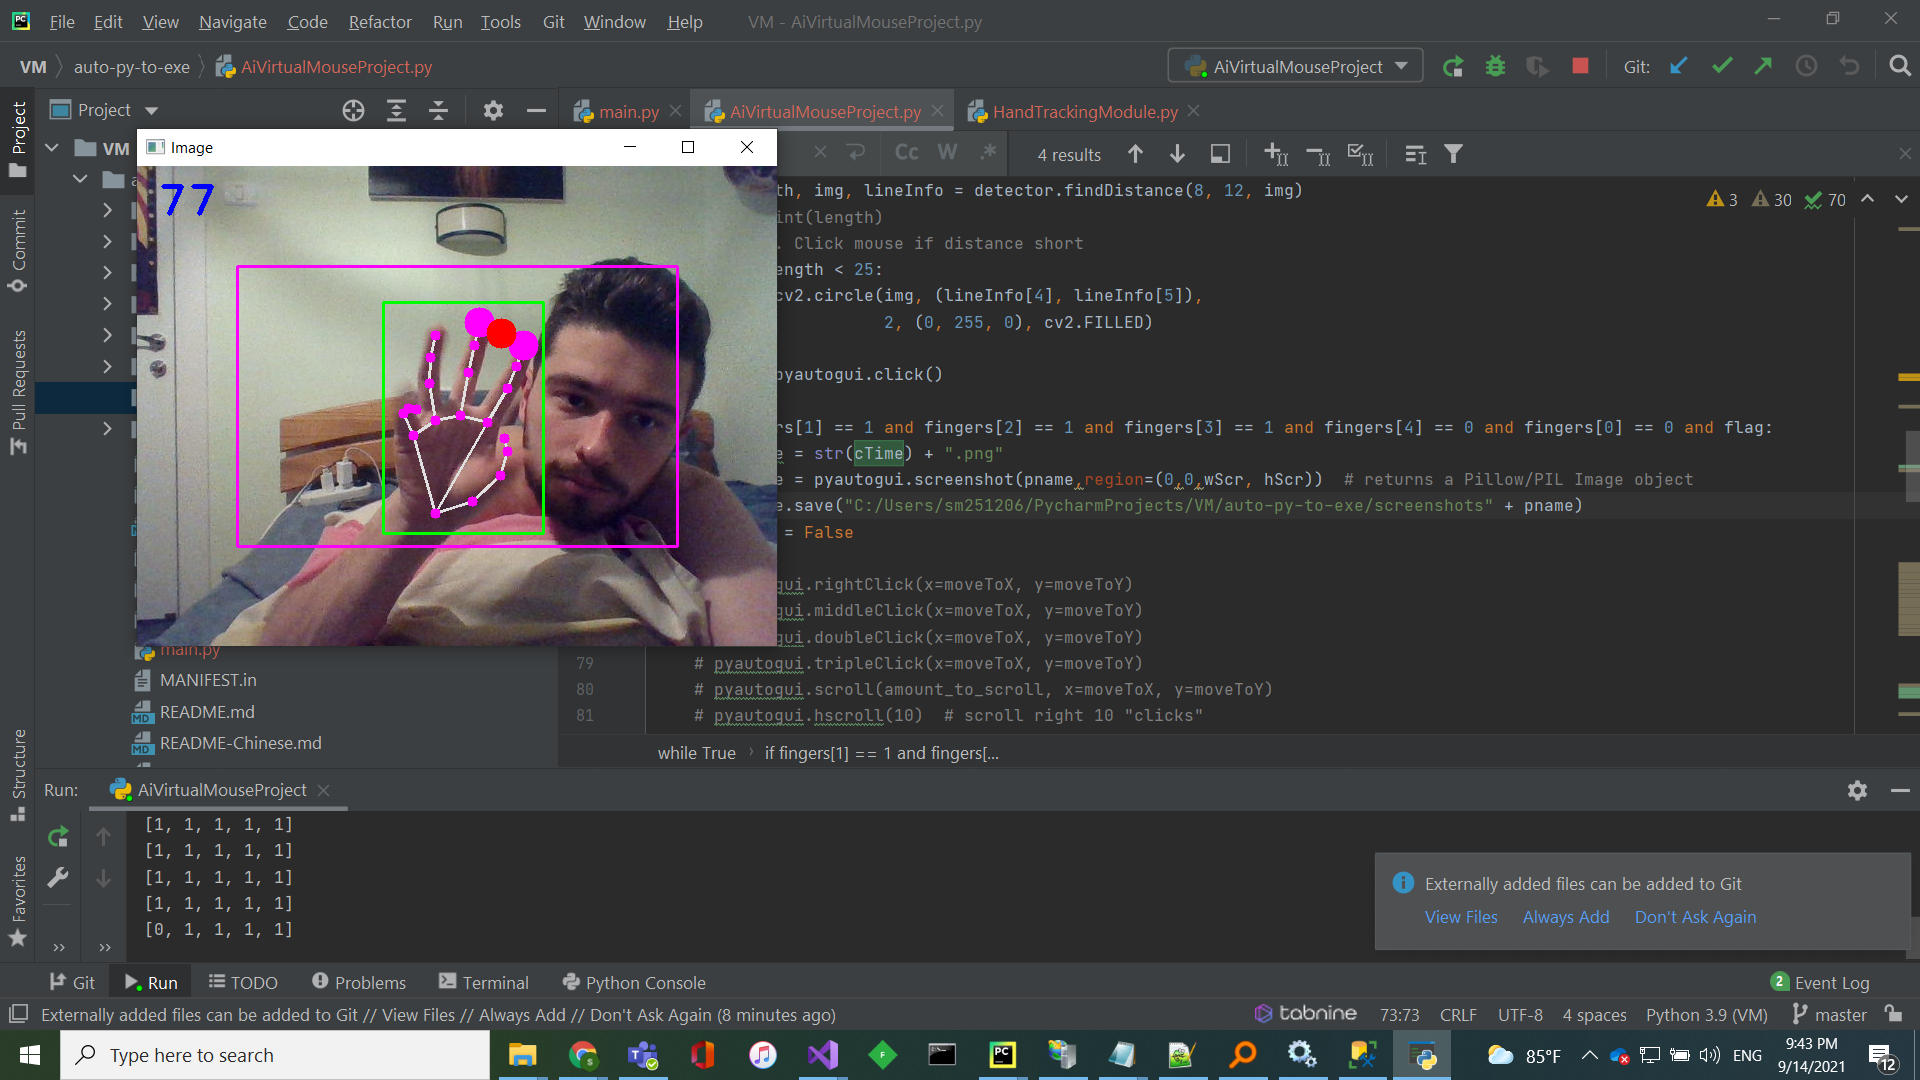 File Edit View Navigate Code Refactor Run Tools Git Window Help VM - AiVirtualMouseProject.py
VM auto-py-to-exe AiVirtualMouseProject.py AiVirtualMouseProject Git:
Project main.py AiVirtualMouseProject.py HandTrackingModule.py
Project
Commit
Pull Requests
Structure
Favorites
VM
Image
77
Cc W .* 4 results
3 30 70
th, img, lineInfo = detector.findDistance(8, 12, img)
int(length)
. Click mouse if distance short
ength < 25:
cv2.circle(img, (lineInfo[4], lineInfo[5]),
2, (0, 255, 0), cv2.FILLED)
pyautogui.click()
rs[1] == 1 and fingers[2] == 1 and fingers[3] == 1 and fingers[4] == 0 and fingers[0] == 0 and flag:
e = str(cTime) + ".png"
e = pyautogui.screenshot(pname,region=(0,0,wScr, hScr)) # returns a Pillow/PIL Image object
e.save("C:/Users/sm251206/PycharmProjects/VM/auto-py-to-exe/screenshots" + pname)
= False
gui.rightClick(x=moveToX, y=moveToY)
gui.middleClick(x=moveToX, y=moveToY)
gui.doubleClick(x=moveToX, y=moveToY)
79 # pyautogui.tripleClick(x=moveToX, y=moveToY)
80 # pyautogui.scroll(amount_to_scroll, x=moveToX, y=moveToY)
81 # pyautogui.hscroll(10) # scroll right 10 "clicks"
main.py
MANIFEST.in
README.md
README-Chinese.md
while True › if fingers[1] == 1 and fingers[...
Run: AiVirtualMouseProject
[1, 1, 1, 1, 1]
[1, 1, 1, 1, 1]
[1, 1, 1, 1, 1]
[1, 1, 1, 1, 1]
[0, 1, 1, 1, 1]
Externally added files can be added to Git
View Files Always Add Don't Ask Again
Git Run TODO Problems Terminal Python Console 2 Event Log
Externally added files can be added to Git // View Files // Always Add // Don't Ask Again (8 minutes ago) tabnine 73:73 CRLF UTF-8 4 spaces Python 3.9 (VM) master
Type here to search 85°F ENG 9:43 PM
9/14/2021 12